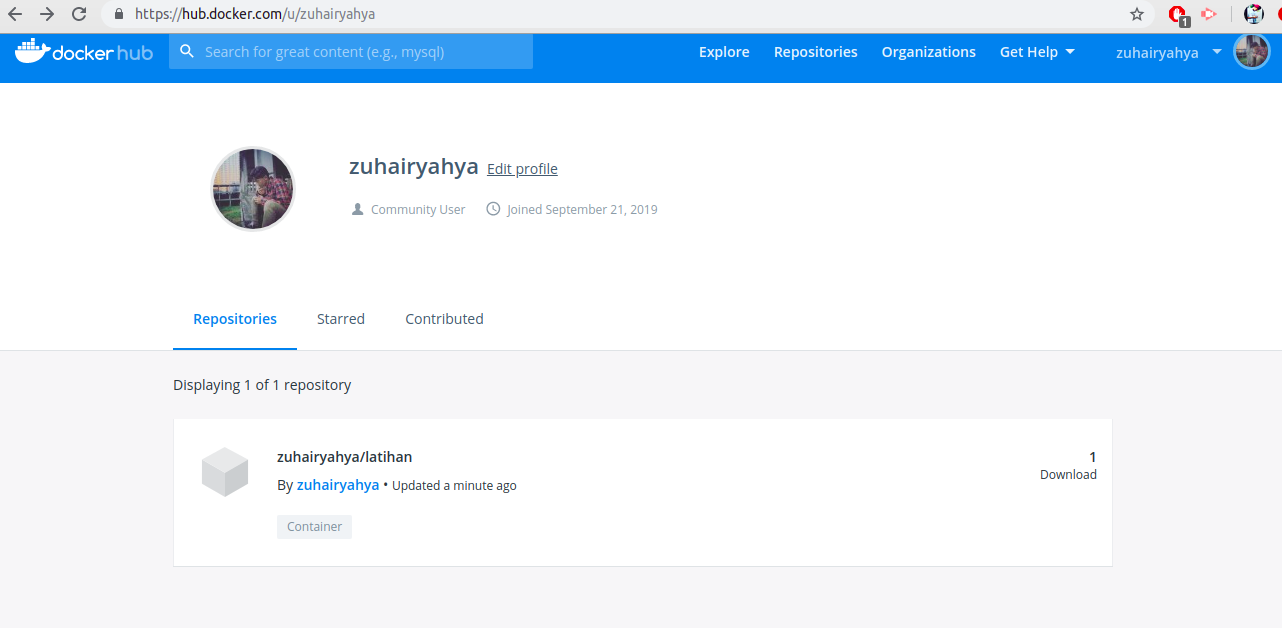 https://hub.docker.com/u/zuhairyahya
1
docker hub
Search for great content (e.g., mysql)
Explore
Repositories
Organizations
Get Help
zuhairyahya
zuhairyahya Edit profile
Community User
Joined September 21, 2019
Repositories
Starred
Contributed
Displaying 1 of 1 repository
zuhairyahya/latihan
1
Download
By zuhairyahya • Updated a minute ago
Container